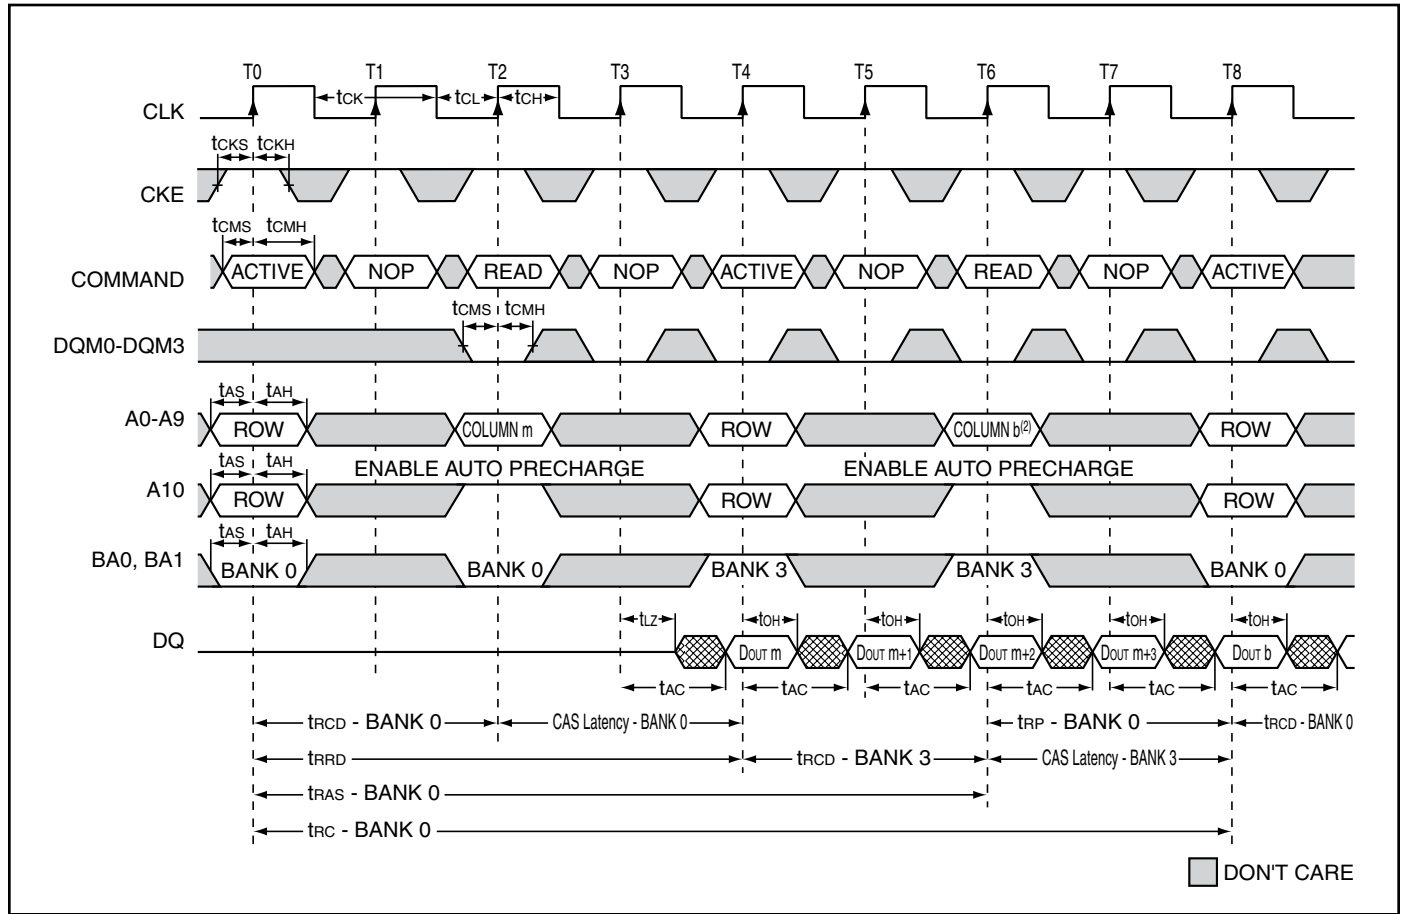 T0 T1 T2 T3 T4 T5 T6 T7 T8
CLK tCK tCL tCH
tCKS tCKH
CKE
tCMS tCMH
COMMAND ACTIVE NOP READ NOP ACTIVE NOP READ NOP ACTIVE
tCMS tCMH
DQM0-DQM3
tAS tAH
A0-A9 ROW COLUMN m ROW COLUMN b(2) ROW
tAS tAH ENABLE AUTO PRECHARGE ENABLE AUTO PRECHARGE
A10 ROW ROW ROW
tAS tAH
BA0, BA1 BANK 0 BANK 0 BANK 3 BANK 3 BANK 0
tLZ tOH tOH tOH tOH tOH
DQ DOUT m DOUT m+1 DOUT m+2 DOUT m+3 DOUT b
tAC tAC tAC tAC tAC tAC
tRCD - BANK 0 CAS Latency - BANK 0 tRP - BANK 0 tRCD - BANK 0
tRRD tRCD - BANK 3 CAS Latency - BANK 3
tRAS - BANK 0
tRC - BANK 0
DON'T CARE